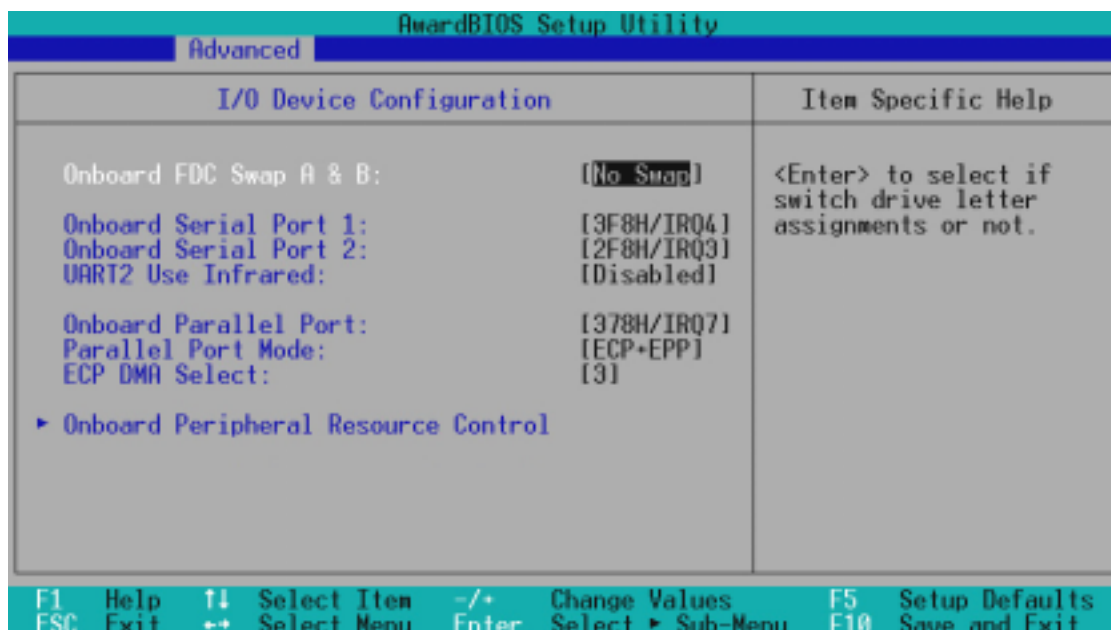 AwardBIOS Setup Utility
Advanced
I/O Device Configuration
Item Specific Help
Onboard FDC Swap A & B: [No Swap]
Onboard Serial Port 1: [3F8H/IRQ4]
Onboard Serial Port 2: [2F8H/IRQ3]
UART2 Use Infrared: [Disabled]
Onboard Parallel Port: [378H/IRQ7]
Parallel Port Mode: [ECP+EPP]
ECP DMA Select: [3]
▸ Onboard Peripheral Resource Control
<Enter> to select if
switch drive letter
assignments or not.
F1 Help ↑↓ Select Item -/+ Change Values F5 Setup Defaults
ESC Exit ↔ Select Menu Enter Select ▸ Sub-Menu F10 Save and Exit